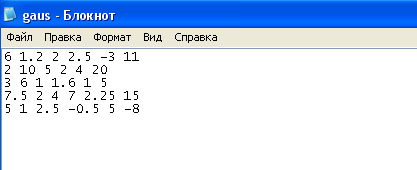 gaus - Блокнот
Файл Правка Формат Вид Справка
6 1.2 2 2.5 -3 11
2 10 5 2 4 20
3 6 1 1.6 1 5
7.5 2 4 7 2.25 15
5 1 2.5 -0.5 5 -8